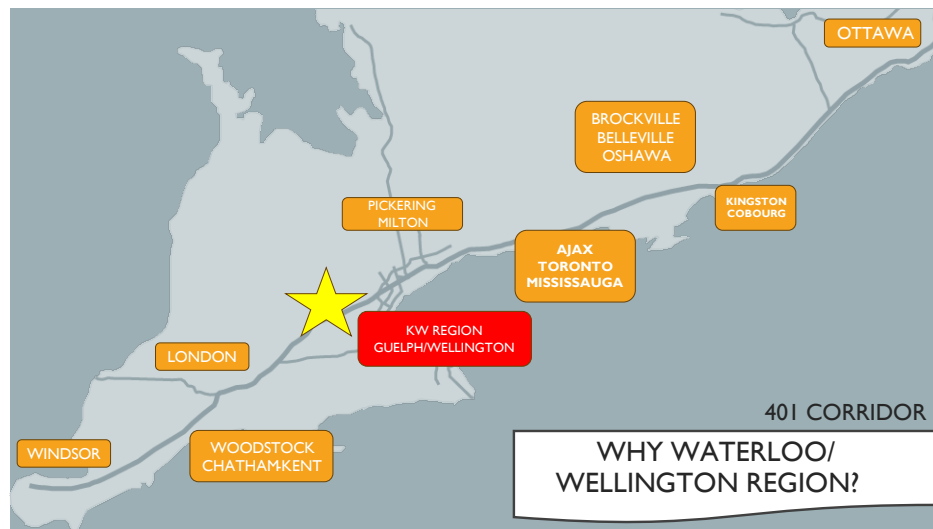 OTTAWA
BROCKVILLE
BELLEVILLE
OSHAWA
KINGSTON
COBOURG
PICKERING
MILTON
AJAX
TORONTO
MISSISSAUGA
KW REGION
GUELPH/WELLINGTON
LONDON
WINDSOR
WOODSTOCK
CHATHAM-KENT
401 CORRIDOR
WHY WATERLOO/
WELLINGTON REGION?